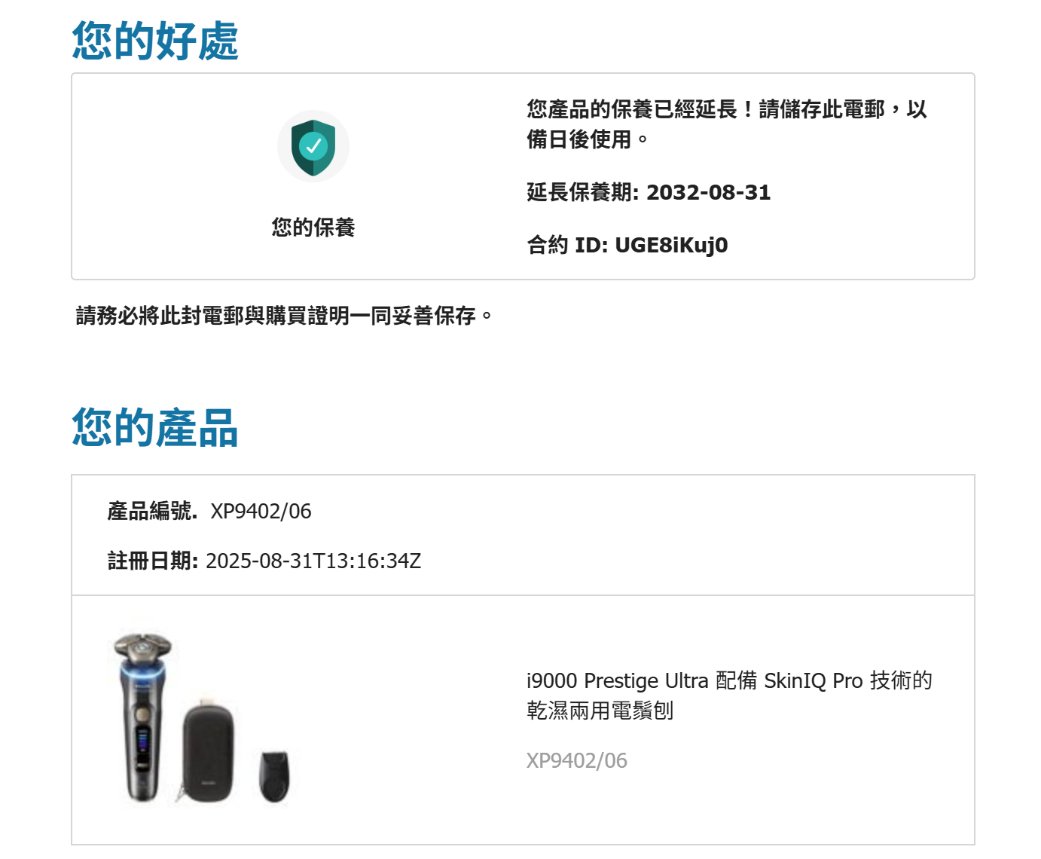 您的好處
您產品的保養已經延長！請儲存此電郵，以
備日後使用。
延長保養期: 2032-08-31
合約 ID: UGE8iKuj0
您的保養
請務必將此封電郵與購買證明一同妥善保存。
您的產品
產品編號. XP9402/06
註冊日期: 2025-08-31T13:16:34Z
i9000 Prestige Ultra 配備 SkinIQ Pro 技術的
乾濕兩用電鬚刨
XP9402/06